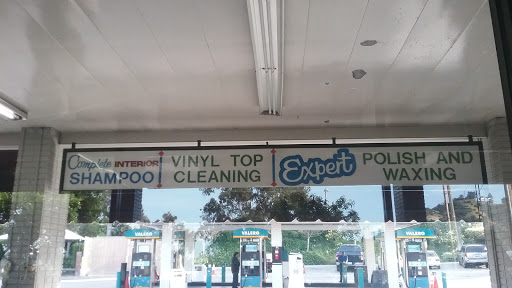 Complete INTERIOR
SHAMPOO
VINYL TOP
CLEANING
Expert
POLISH AND
WAXING
VALERO
VALERO
VALERO